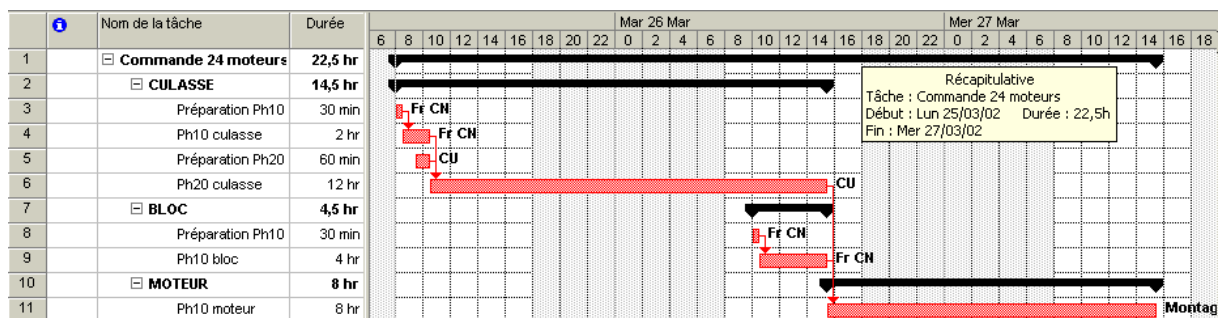 Nom de la tâche Durée Mar 26 Mar Mer 27 Mar
6 8 10 12 14 16 18 20 22 0 2 4 6 8 10 12 14 16 18 20 22 0 2 4 6 8 10 12 14 16 18
1 Commande 24 moteurs 22,5 hr
2 CULASSE 14,5 hr
3 Préparation Ph10 30 min Fr CN
4 Ph10 culasse 2 hr Fr CN
5 Préparation Ph20 60 min CU
6 Ph20 culasse 12 hr CU
7 BLOC 4,5 hr
8 Préparation Ph10 30 min Fr CN
9 Ph10 bloc 4 hr Fr CN
10 MOTEUR 8 hr
11 Ph10 moteur 8 hr Montag
Récapitulative
Tâche : Commande 24 moteurs
Début : Lun 25/03/02 Durée : 22,5h
Fin : Mer 27/03/02